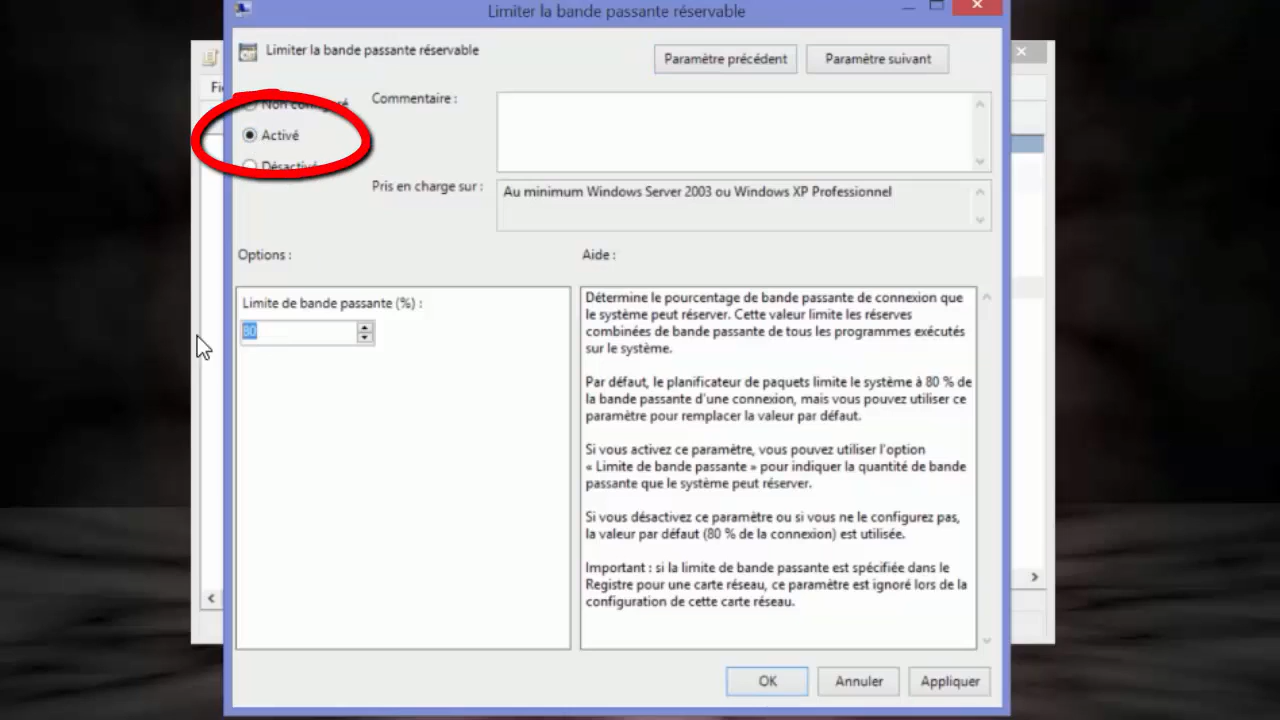 Limiter la bande passante réservable
Limiter la bande passante réservable
Paramètre précédent
Paramètre suivant
Fi
Non configuré
Commentaire :
Activé
Désactivé
Pris en charge sur :
Au minimum Windows Server 2003 ou Windows XP Professionnel
Options :
Aide :
Limite de bande passante (%) :
80
Détermine le pourcentage de bande passante de connexion que
le système peut réserver. Cette valeur limite les réserves
combinées de bande passante de tous les programmes exécutés
sur le système.
Par défaut, le planificateur de paquets limite le système à 80 % de
la bande passante d'une connexion, mais vous pouvez utiliser ce
paramètre pour remplacer la valeur par défaut.
Si vous activez ce paramètre, vous pouvez utiliser l'option
« Limite de bande passante » pour indiquer la quantité de bande
passante que le système peut réserver.
Si vous désactivez ce paramètre ou si vous ne le configurez pas,
la valeur par défaut (80 % de la connexion) est utilisée.
Important : si la limite de bande passante est spécifiée dans le
Registre pour une carte réseau, ce paramètre est ignoré lors de la
configuration de cette carte réseau.
OK
Annuler
Appliquer